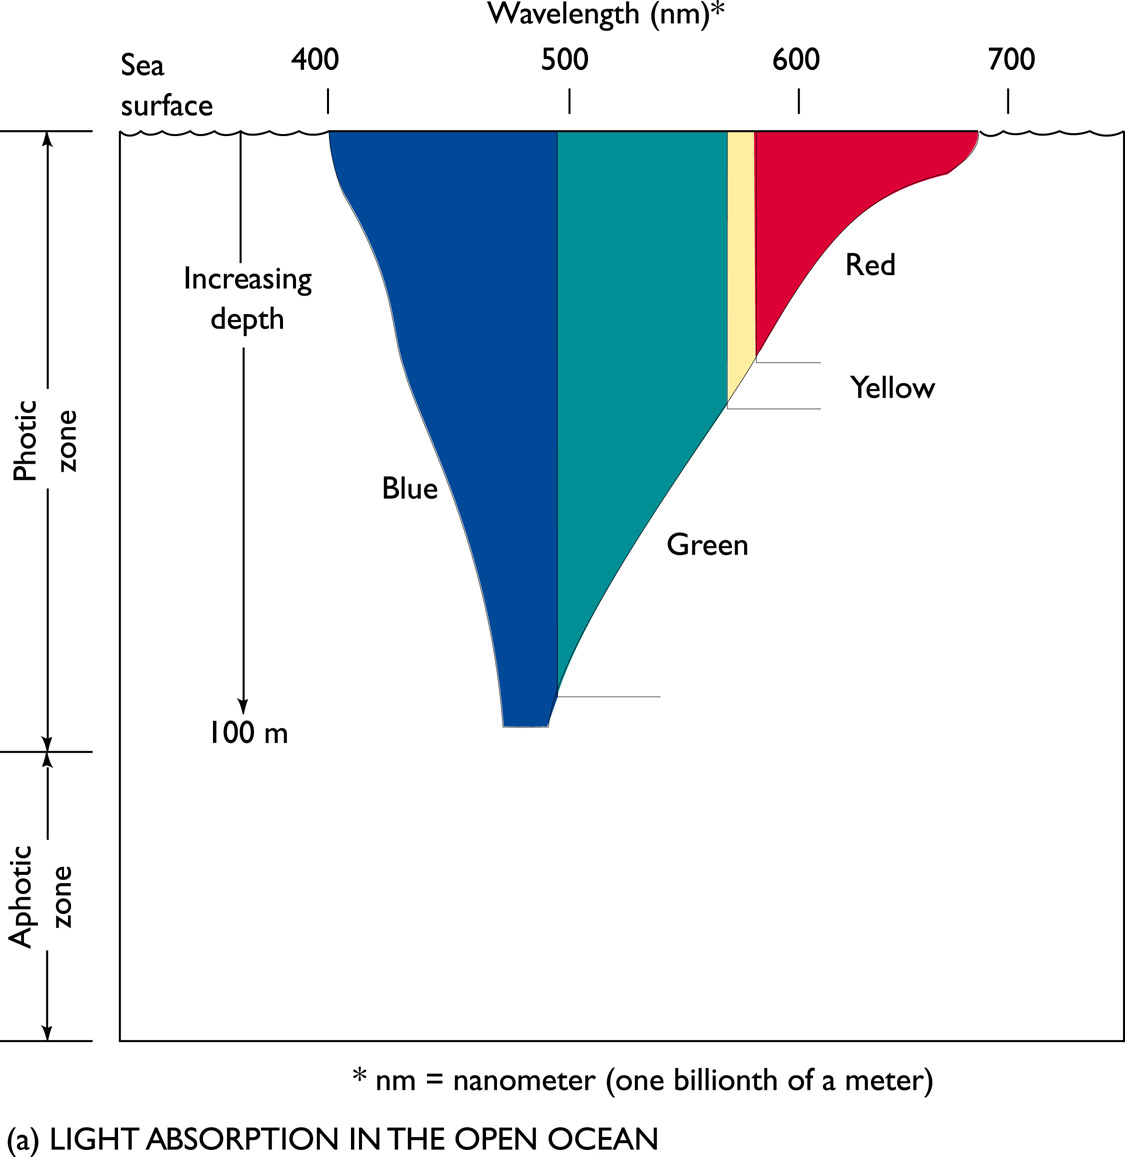 Wavelength (nm)*
400 500 600 700
Sea
surface
Increasing
depth
Red
Yellow
Blue
Green
100 m
Photic
zone
Aphotic
zone
* nm = nanometer (one billionth of a meter)
(a) LIGHT ABSORPTION IN THE OPEN OCEAN